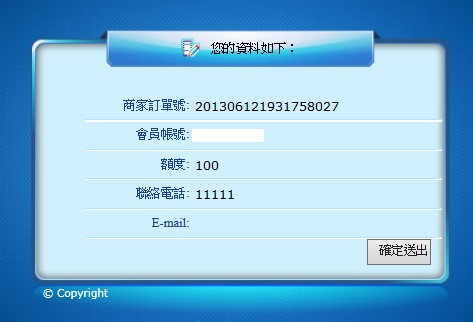 您的資料如下：
商家訂單號: 201306121931758027
會員帳號:
額度: 100
聯絡電話: 11111
E-mail:
確定送出
© Copyright